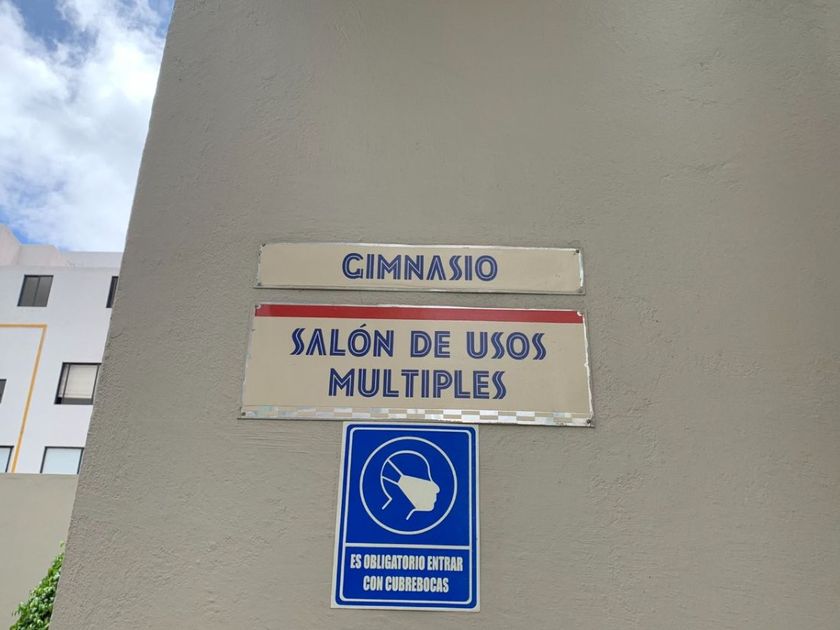 GIMNASIO
SALÓN DE USOS
MULTIPLES
ES OBLIGATORIO ENTRAR
CON CUBREBOCAS